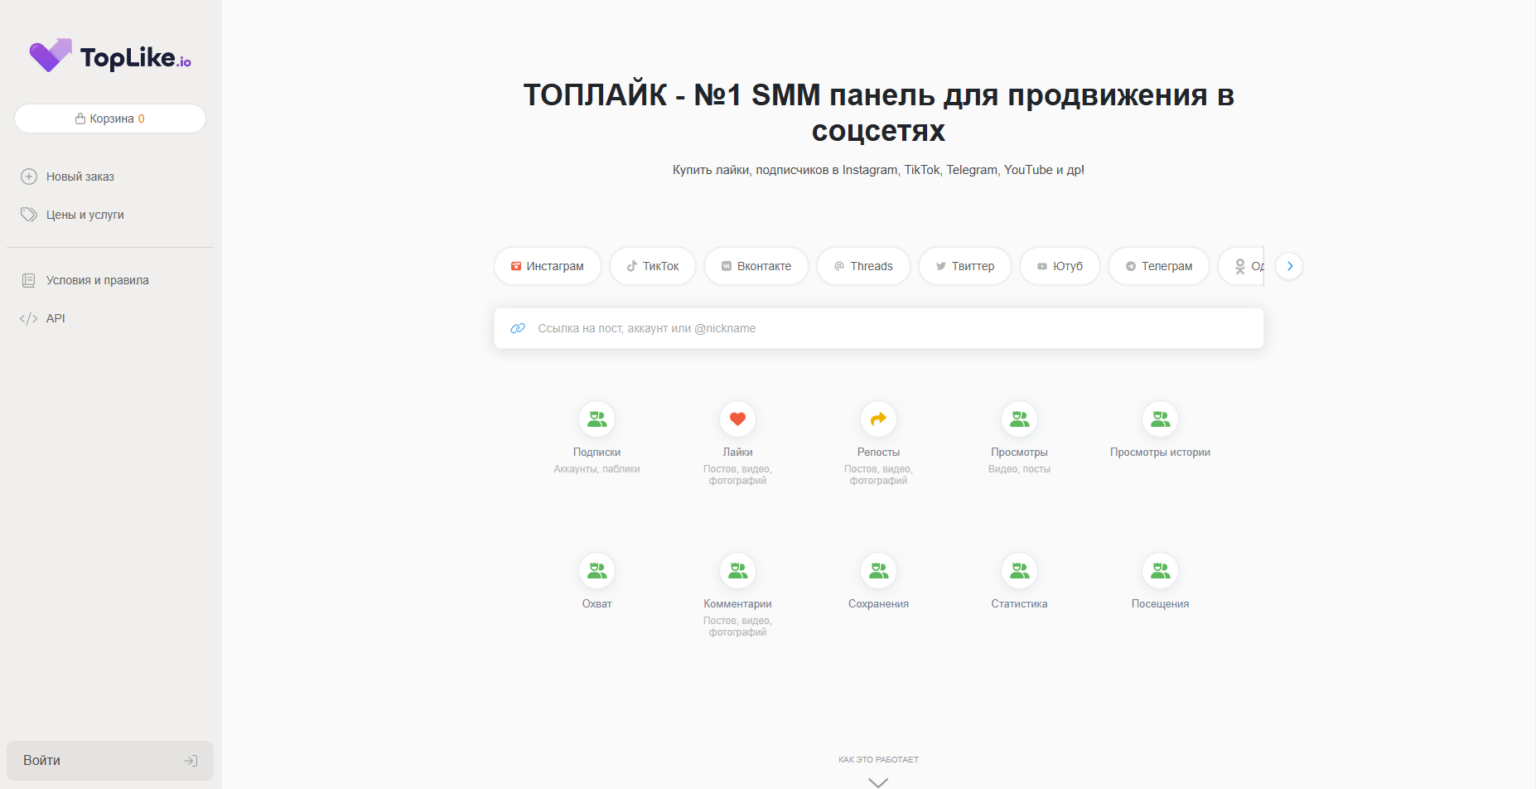 TopLike.io
Корзина 0
Новый заказ
Цены и услуги
Условия и правила
API
Войти
ТОПЛАЙК - №1 SMM панель для продвижения в
соцсетях
Купить лайки, подписчиков в Instagram, TikTok, Telegram, YouTube и др!
Инстаграм ТикТок Вконтакте Threads Твиттер Ютуб Телеграм
Ссылка на пост, аккаунт или @nickname
Подписки Лайки Репосты Просмотры Просмотры истории
Аккаунты, паблики Постов, видео, Постов, видео, Видео, посты
фотографий фотографий
Охват Комментарии Сохранения Статистика Посещения
Постов, видео,
фотографий
КАК ЭТО РАБОТАЕТ